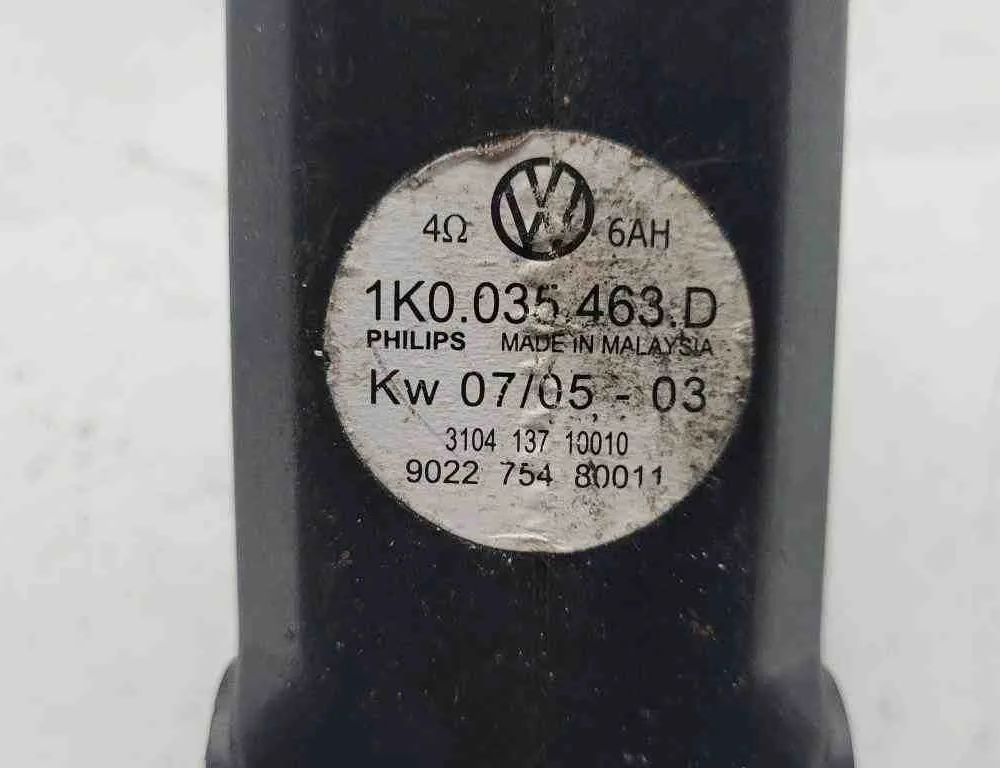 4Ω VW 6AH
1K0.035.463.D
PHILIPS MADE IN MALAYSIA
Kw 07/05 - 03
3104 137 10010
9022 754 80011